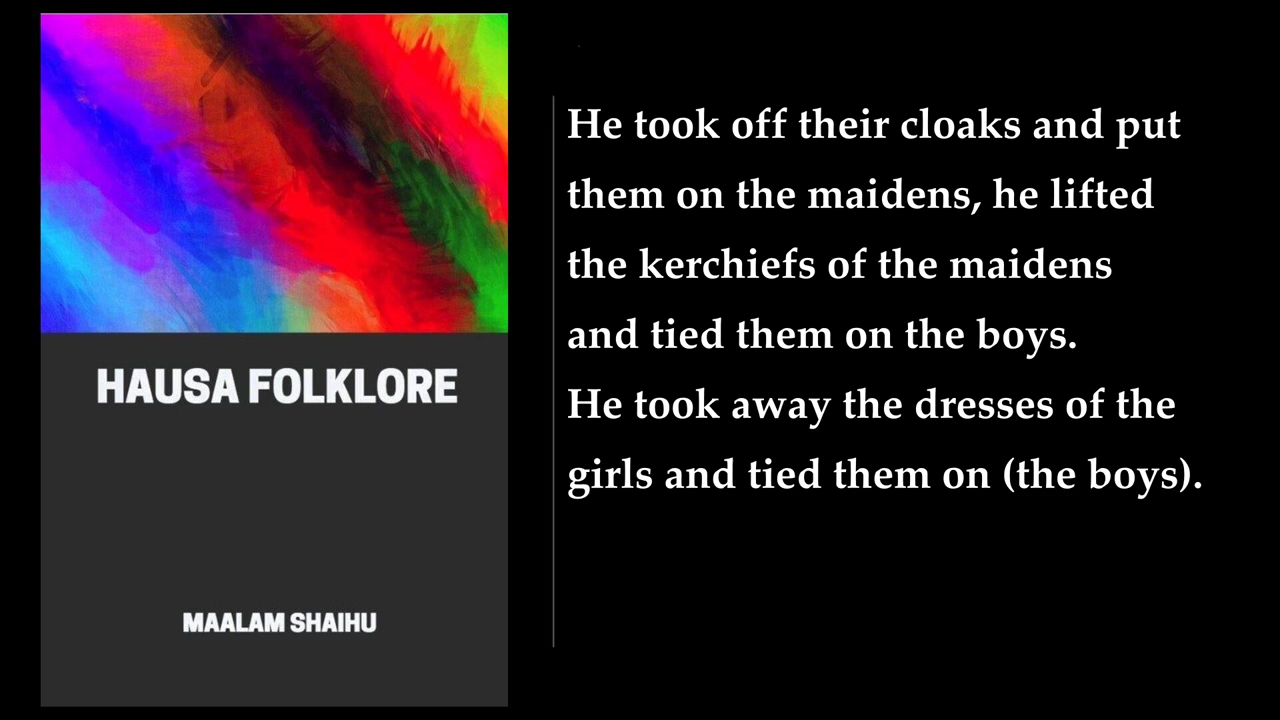 HAUSA FOLKLORE
MAALAM SHAIHU
He took off their cloaks and put
them on the maidens, he lifted
the kerchiefs of the maidens
and tied them on the boys.
He took away the dresses of the
girls and tied them on (the boys).